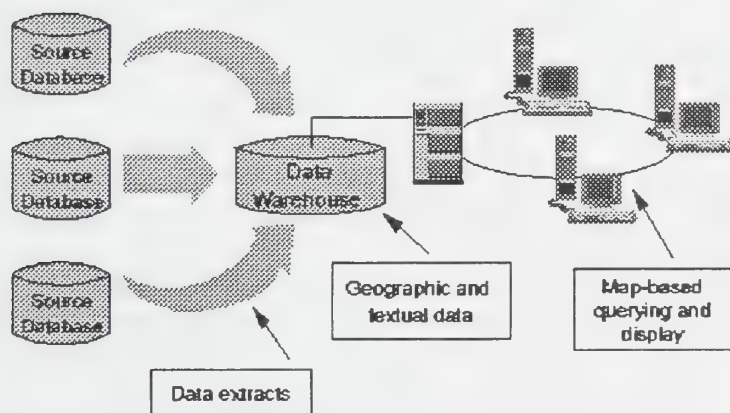 Source
Database
Source
Database
Source
Database
Data
Warehouse
Geographic and
textual data
Map-based
querying and
display
Data extracts